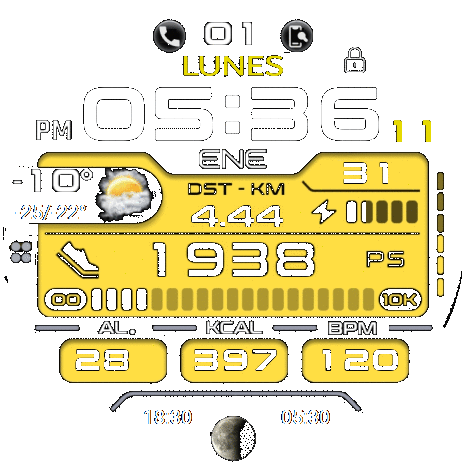 01
LUNES
PM 05:36 11
ENE
-10°
31
DST - KM
25/ 22°
4.44
1938 PS
00 10K
AL. KCAL BPM
28 397 120
18:30 05:30